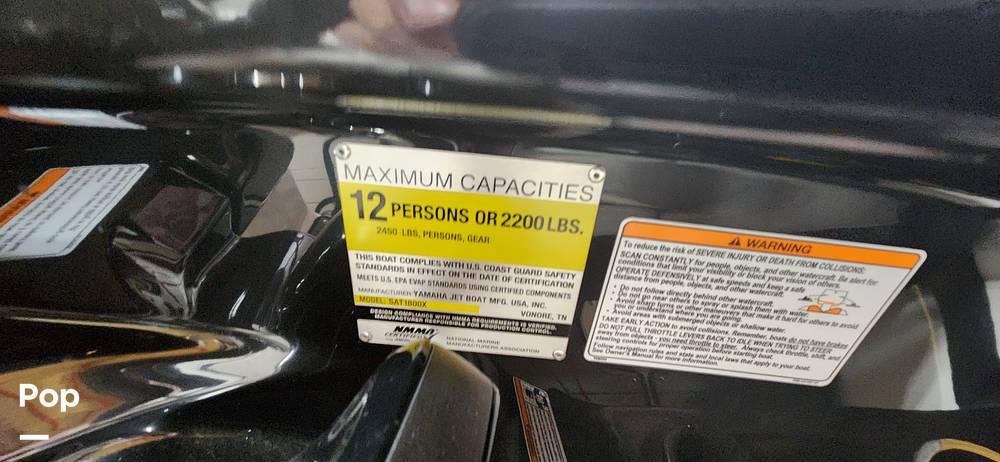 MAXIMUM CAPACITIES
12 PERSONS OR 2200 LBS.
2450 LBS, PERSONS, GEAR
THIS BOAT COMPLIES WITH U.S. COAST GUARD SAFETY
STANDARDS IN EFFECT ON THE DATE OF CERTIFICATION
MEETS U.S. EPA EVAP STANDARDS USING CERTIFIED COMPONENTS
MANUFACTURER: YAMAHA JET BOAT MFG. USA, INC.
MODEL: SAT1800X VONORE, TN
DESIGN COMPLIANCE WITH NMMA REQUIREMENTS IS VERIFIED.
MANUFACTURER RESPONSIBLE FOR PRODUCTION CONTROL.
NMMA
CERTIFIED
NATIONAL MARINE
MANUFACTURERS ASSOCIATION
WARNING
To reduce the risk of SEVERE INJURY OR DEATH FROM COLLISIONS:
SCAN CONSTANTLY for people, objects, and other watercraft. Be alert for
conditions that limit your visibility or block your vision of others.
OPERATE DEFENSIVELY at safe speeds and keep a safe
distance from people, objects, and other watercraft.
• Do not follow directly behind other watercraft.
• Do not go near others to spray or splash them with water.
• Avoid sharp turns or other maneuvers that make it hard for others to avoid
you or understand where you are going.
• Avoid areas with submerged objects or shallow water.
TAKE EARLY ACTION to avoid collisions. Remember, boats do not have brakes
DO NOT PULL THROTTLE LEVERS BACK TO IDLE WHEN TRYING TO STEER
away from objects - you need throttle to steer. Always check throttle, shift, and
steering controls for proper operation before starting boat.
Follow navigation rules and state and local laws that apply to your boat.
See Owner's Manual for more information.
Pop